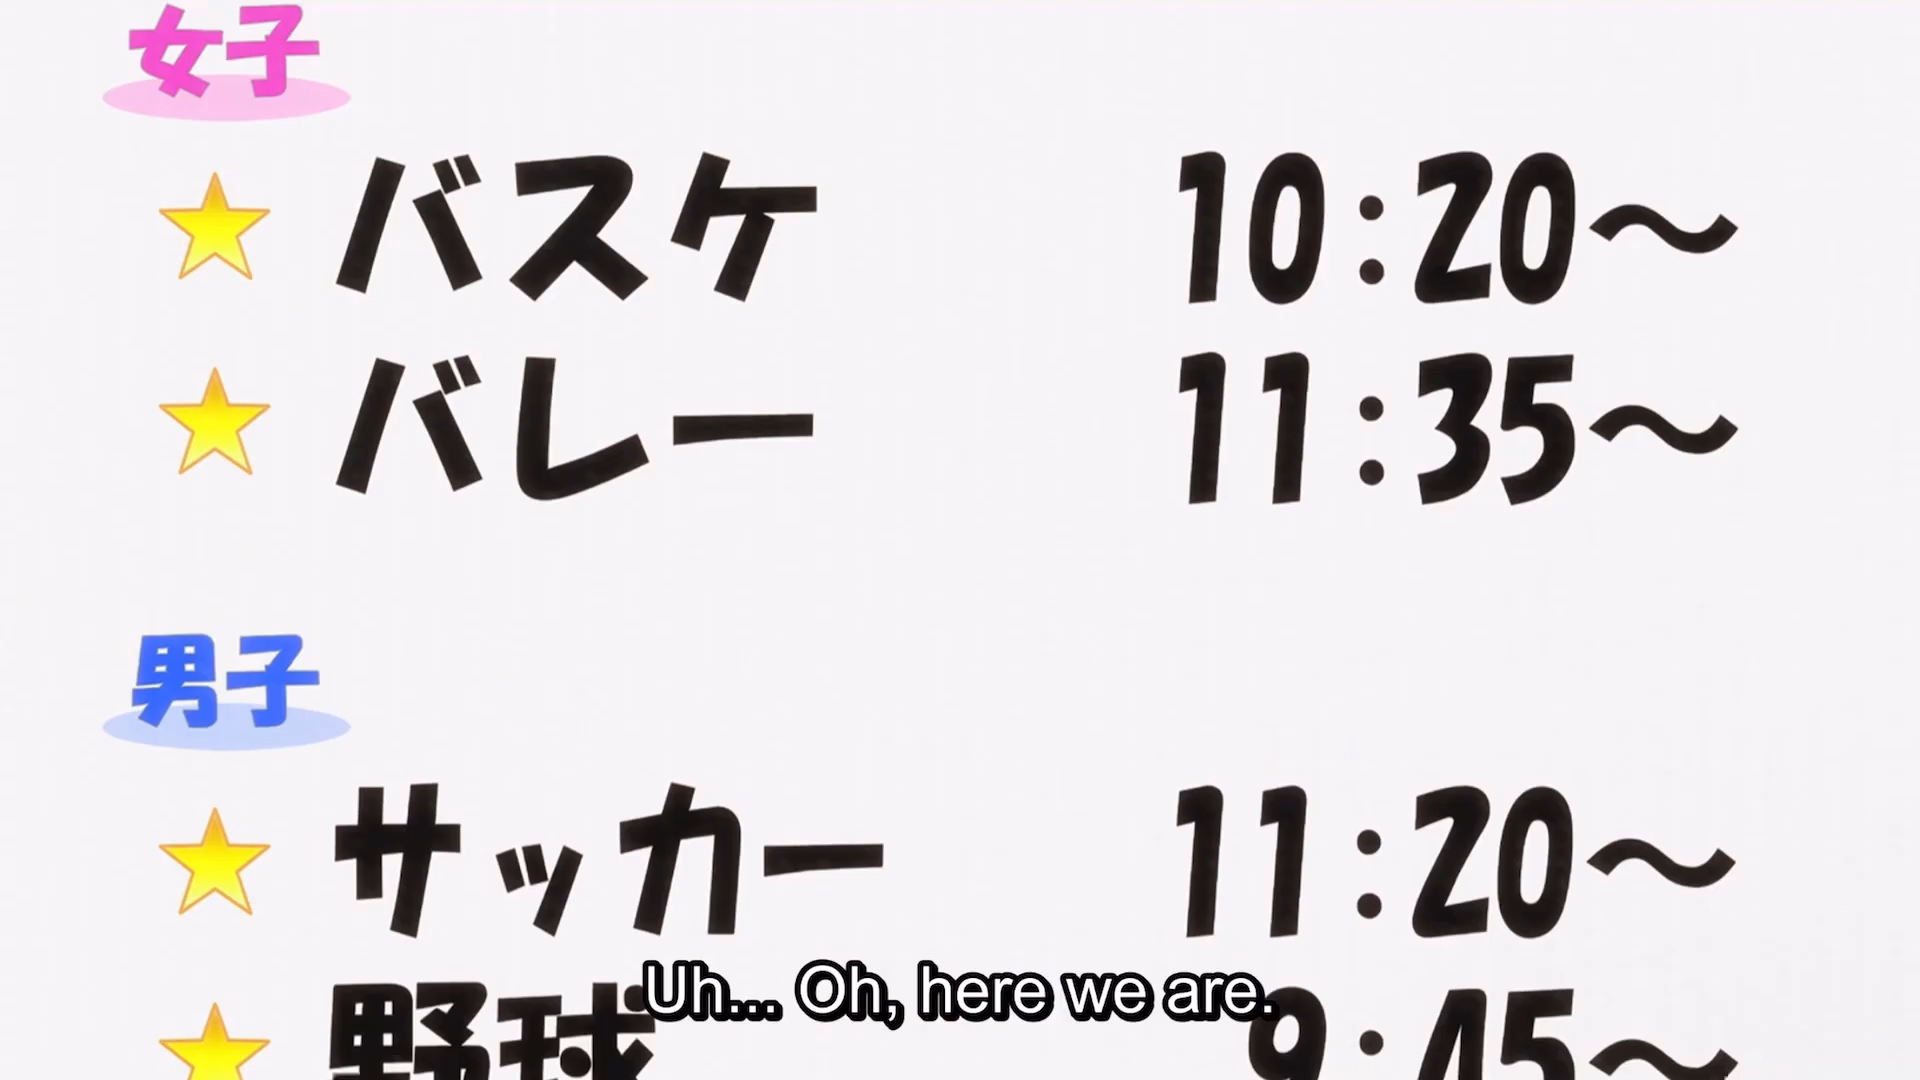 女子
バスケ 10:20～
バレー 11:35～
男子
サッカー 11:20～
野球 9:45～
Uh... Oh, here we are.